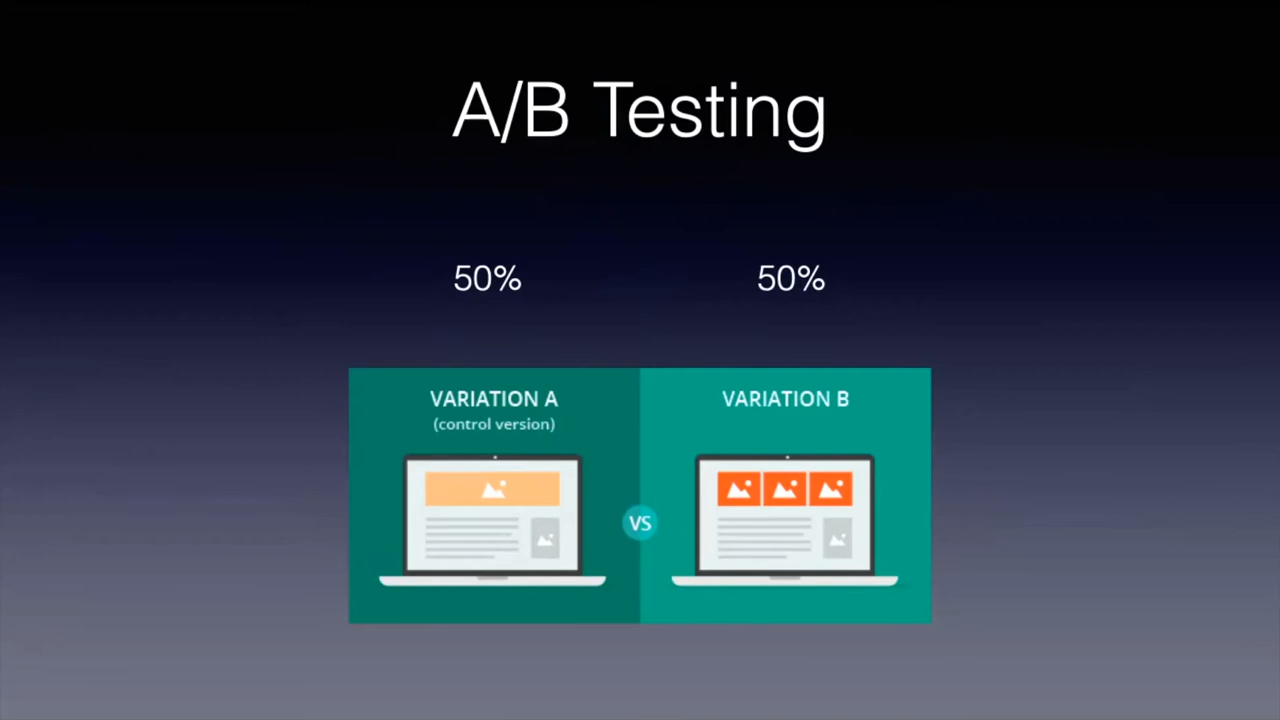 A/B Testing
50% 50%
VARIATION A
(control version)
VARIATION B
VS